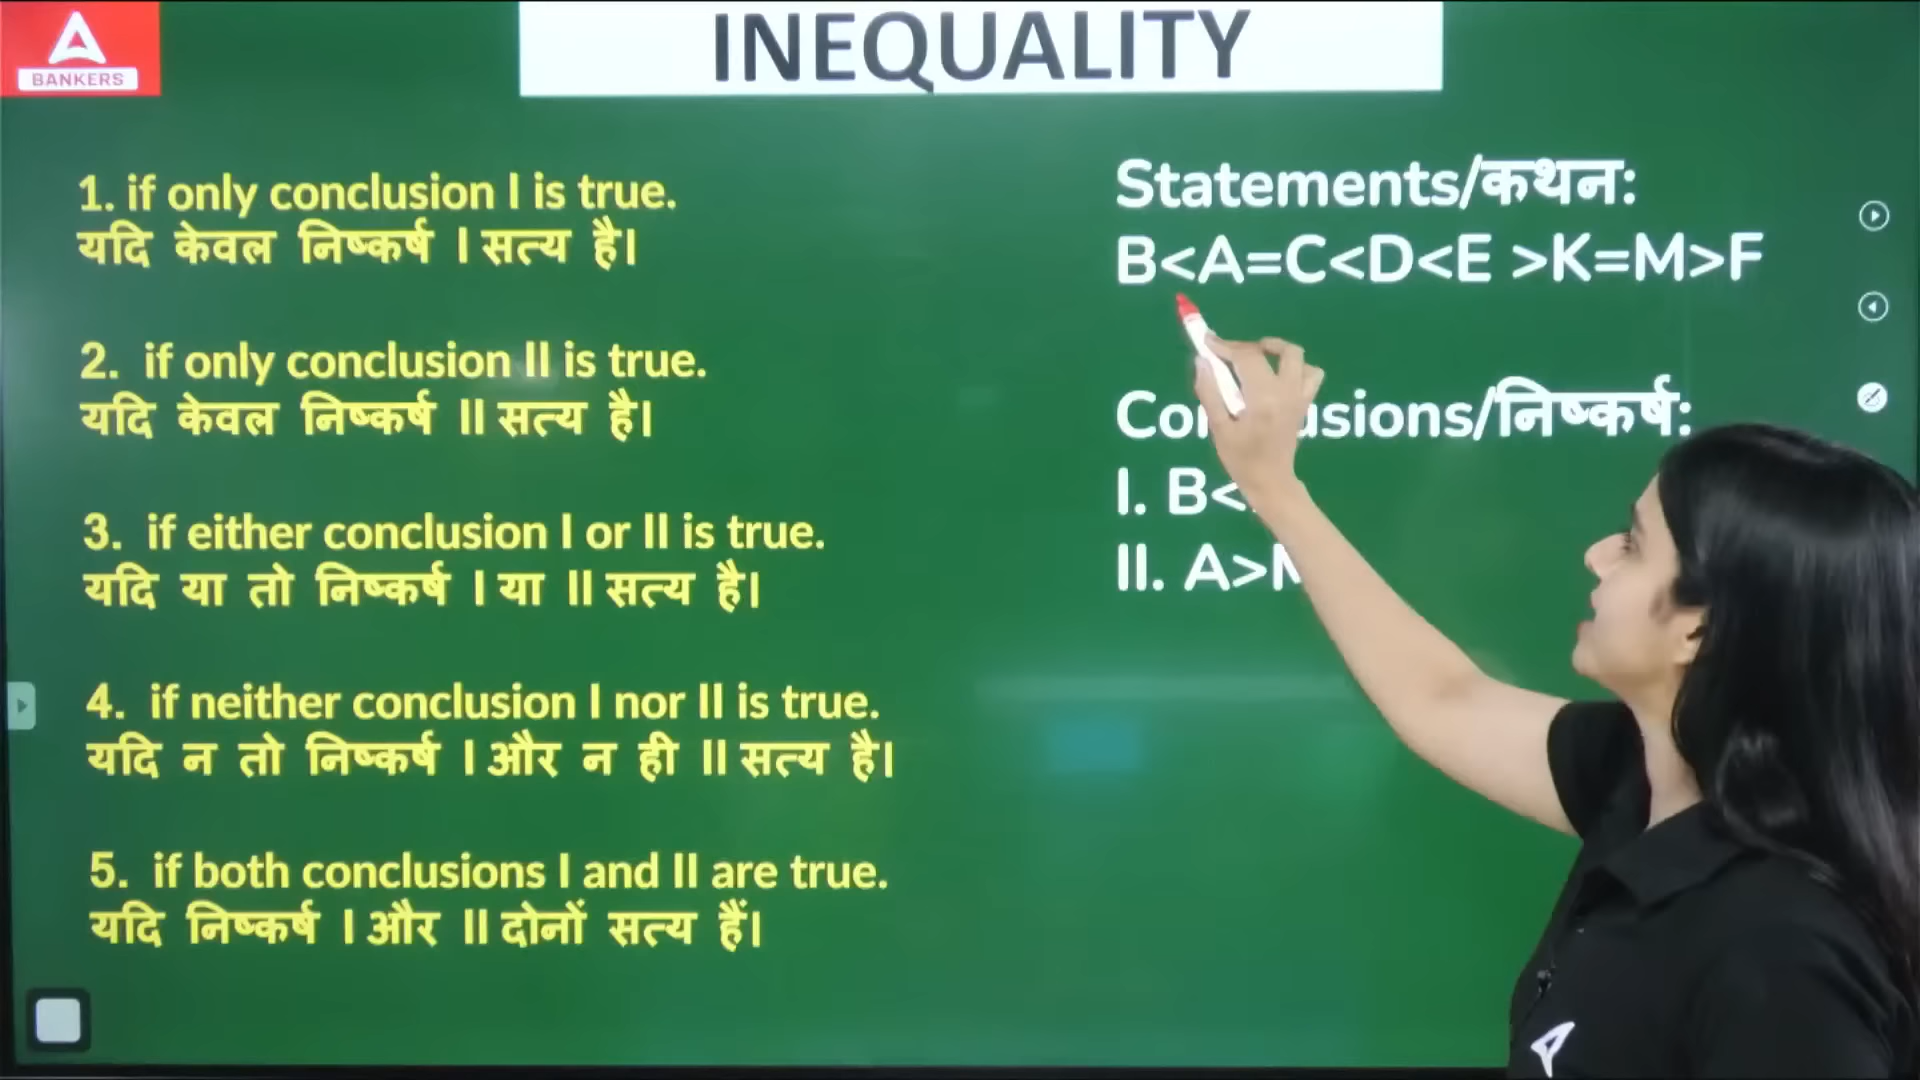 BANKERS
INEQUALITY
1. if only conclusion I is true.
यदि केवल निष्कर्ष I सत्य है।
2. if only conclusion II is true.
यदि केवल निष्कर्ष II सत्य है।
3. if either conclusion I or II is true.
यदि या तो निष्कर्ष I या II सत्य है।
4. if neither conclusion I nor II is true.
यदि न तो निष्कर्ष I और न ही II सत्य है।
5. if both conclusions I and II are true.
यदि निष्कर्ष I और II दोनों सत्य हैं।
Statements/कथन:
B<A=C<D<E >K=M>F
/निष्कर्ष:
I. B<
II. A>